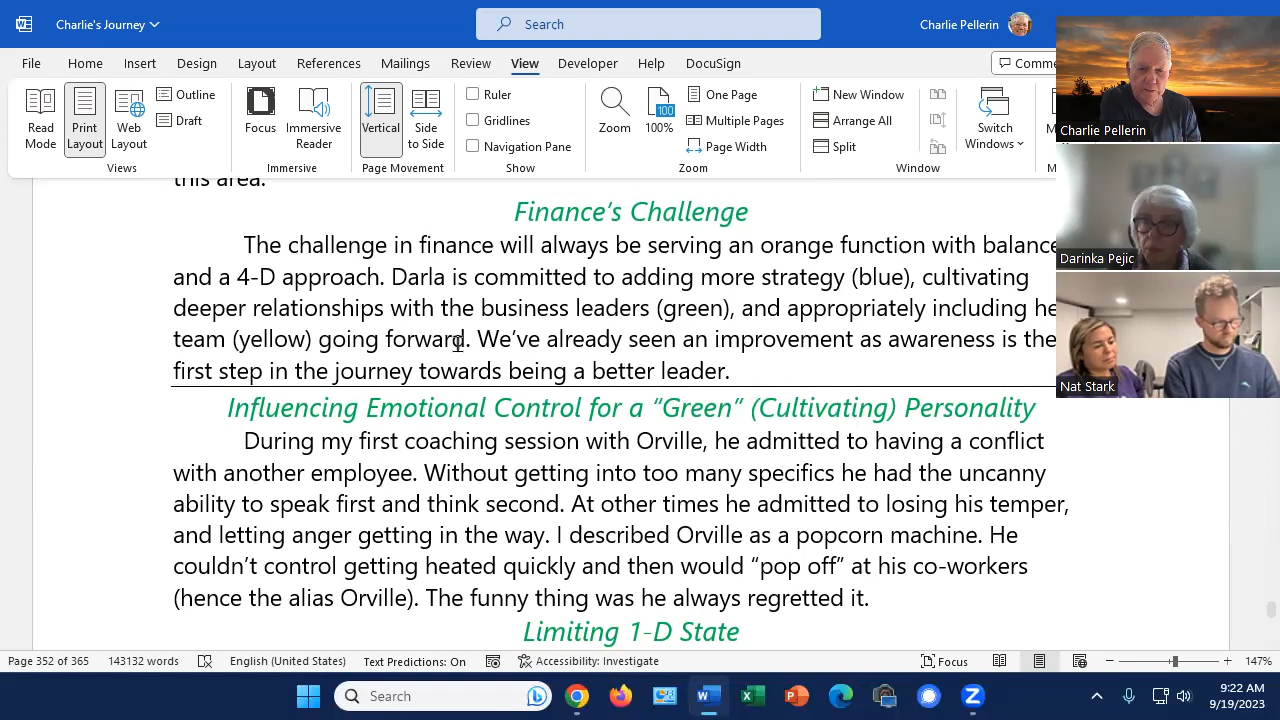 Charlie's Journey
Search
Charlie Pellerin
File Home Insert Design Layout References Mailings Review View Developer Help DocuSign
Comme
Read Mode
Print Layout
Web Layout
Outline
Draft
Views
Focus
Immersive Reader
Immersive
Vertical
Side to Side
Page Movement
Ruler
Gridlines
Navigation Pane
Show
Zoom
100
100%
One Page
Multiple Pages
Page Width
Zoom
New Window
Arrange All
Split
Switch Windows
Window
M
M
Charlie Pellerin
Darinka Pejic
Nat Stark
this area.
Finance's Challenge
The challenge in finance will always be serving an orange function with balance
and a 4-D approach. Darla is committed to adding more strategy (blue), cultivating
deeper relationships with the business leaders (green), and appropriately including he
team (yellow) going forward. We've already seen an improvement as awareness is the
first step in the journey towards being a better leader.
Influencing Emotional Control for a “Green” (Cultivating) Personality
During my first coaching session with Orville, he admitted to having a conflict
with another employee. Without getting into too many specifics he had the uncanny
ability to speak first and think second. At other times he admitted to losing his temper,
and letting anger getting in the way. I described Orville as a popcorn machine. He
couldn't control getting heated quickly and then would “pop off” at his co-workers
(hence the alias Orville). The funny thing was he always regretted it.
Limiting 1-D State
Page 352 of 365 143132 words English (United States) Text Predictions: On Accessibility: Investigate Focus 147%
Search
9:22 AM
9/19/2023